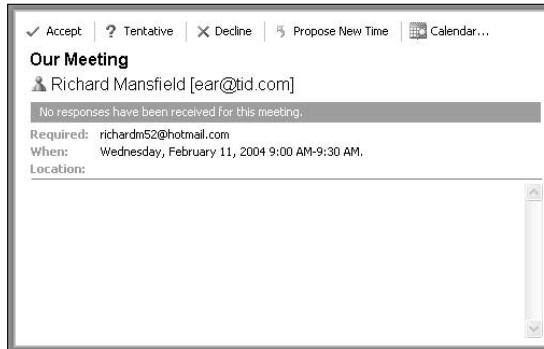 Accept ? Tentative Decline Propose New Time Calendar...
Our Meeting
Richard Mansfield [ear@tid.com]
No responses have been received for this meeting.
Required: richardm52@hotmail.com
When: Wednesday, February 11, 2004 9:00 AM-9:30 AM.
Location: